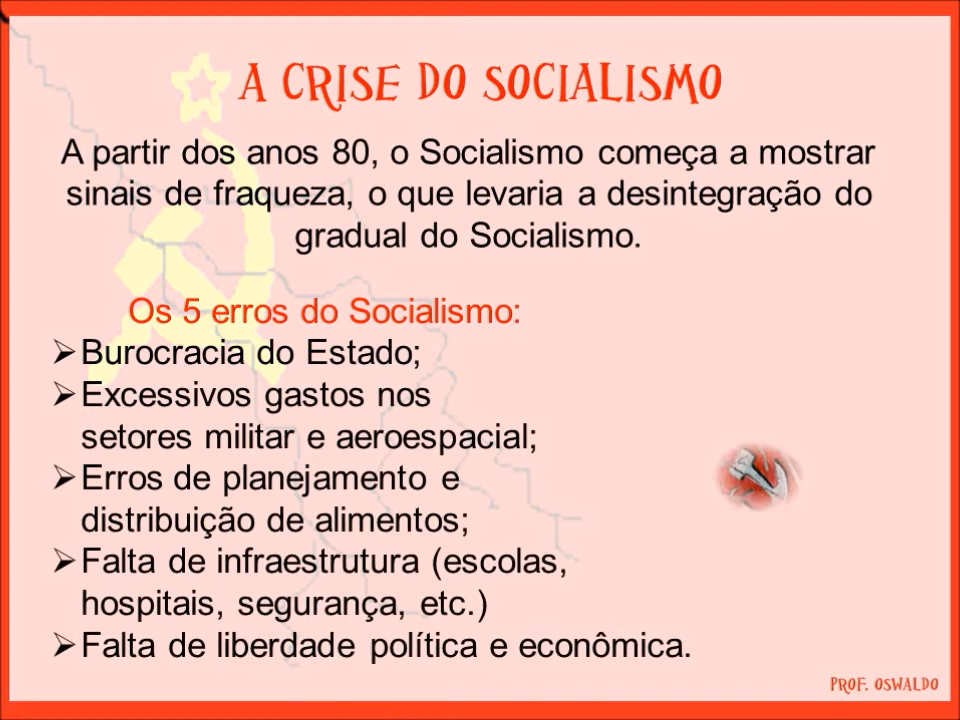 A CRISE DO SOCIALISMO
A partir dos anos 80, o Socialismo começa a mostrar
sinais de fraqueza, o que levaria a desintegração do
gradual do Socialismo.
Os 5 erros do Socialismo:
➢Burocracia do Estado;
➢Excessivos gastos nos
setores militar e aeroespacial;
➢Erros de planejamento e
distribuição de alimentos;
➢Falta de infraestrutura (escolas,
hospitais, segurança, etc.)
➢Falta de liberdade política e econômica.
PROF. OSWALDO